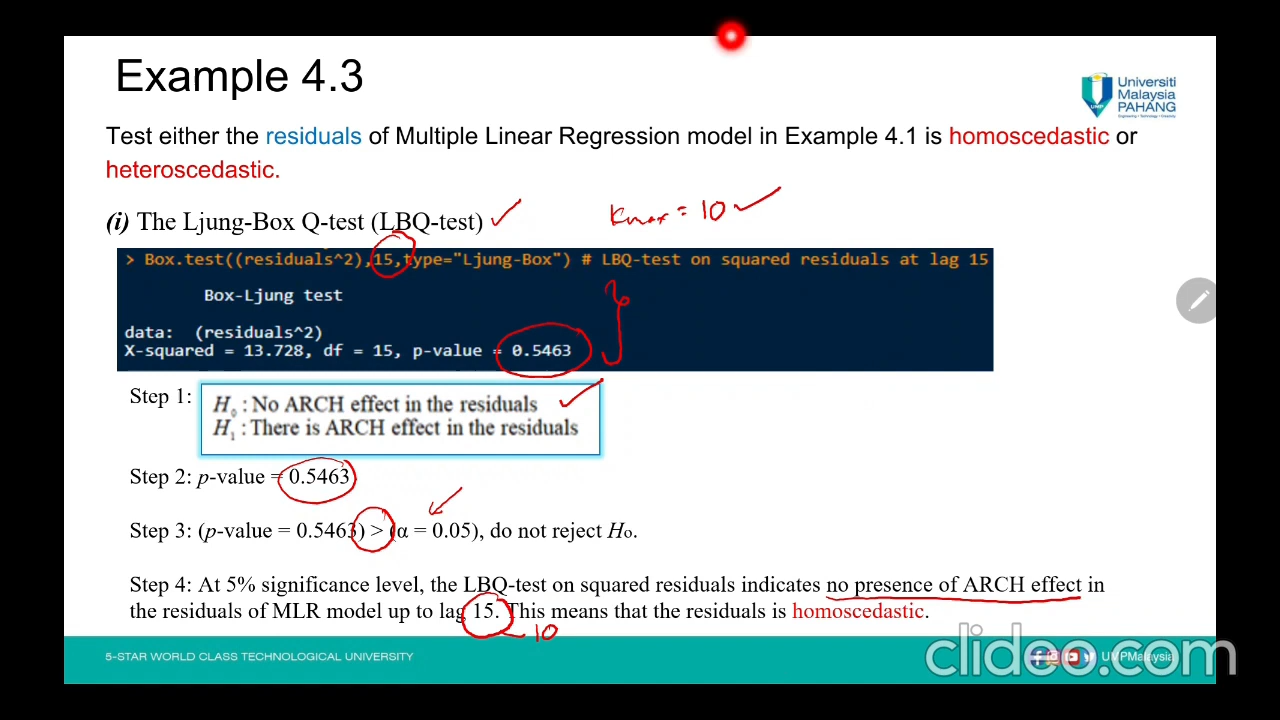 Example 4.3
Universiti
Malaysia
PAHANG
UMP
Engineering • Technology • Creativity
Test either the residuals of Multiple Linear Regression model in Example 4.1 is homoscedastic or
heteroscedastic.
(i) The Ljung-Box Q-test (LBQ-test)
Kmax = 10
> Box.test((residuals^2),15,type="Ljung-Box") # LBQ-test on squared residuals at lag 15
Box-Ljung test
data: (residuals^2)
X-squared = 13.728, df = 15, p-value = 0.5463
Step 1:
H0 : No ARCH effect in the residuals
H1 : There is ARCH effect in the residuals
Step 2: p-value = 0.5463
Step 3: (p-value = 0.5463) > (α = 0.05), do not reject H0.
Step 4: At 5% significance level, the LBQ-test on squared residuals indicates no presence of ARCH effect in
the residuals of MLR model up to lag 15. This means that the residuals is homoscedastic.
10
5-STAR WORLD CLASS TECHNOLOGICAL UNIVERSITY
UMPMalaysia
clideo.com